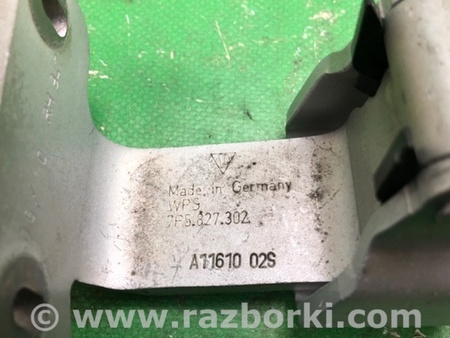 Made in Germany
WPS
7P5.827.302
A11610 02S
www.razborki.com